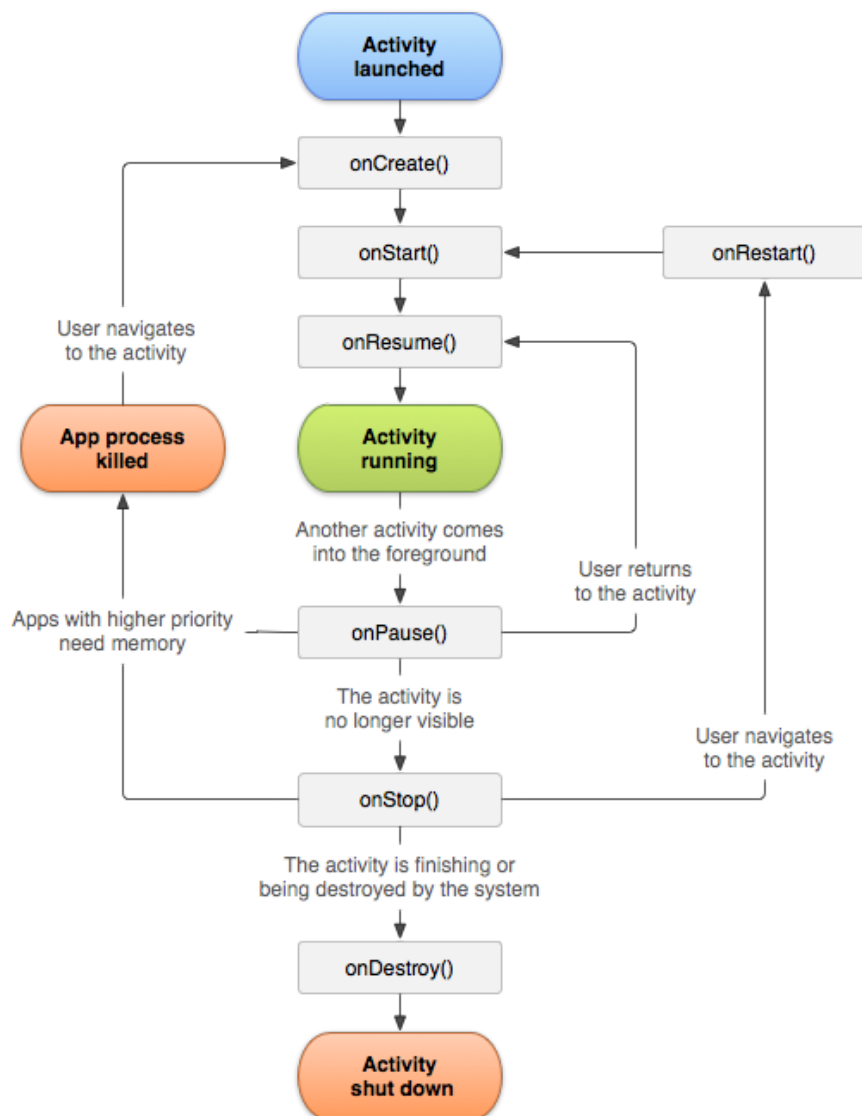 Activity
launched
onCreate()
onStart()
onRestart()
User navigates
to the activity
onResume()
App process
killed
Activity
running
Another activity comes
into the foreground
User returns
to the activity
Apps with higher priority
need memory
onPause()
The activity is
no longer visible
User navigates
to the activity
onStop()
The activity is finishing or
being destroyed by the system
onDestroy()
Activity
shut down